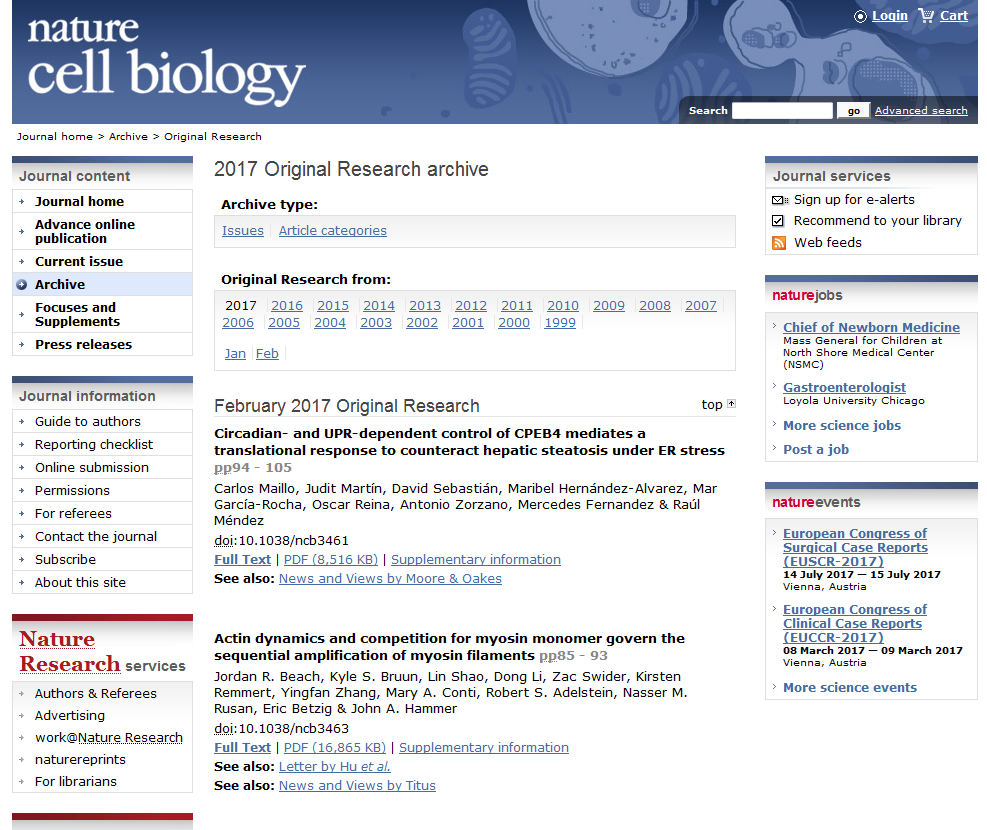 nature
cell biology
Login Cart
Search go Advanced search
Journal home > Archive > Original Research
Journal content
Journal home
Advance online
publication
Current issue
Archive
Focuses and
Supplements
Press releases
Journal information
Guide to authors
Reporting checklist
Online submission
Permissions
For referees
Contact the journal
Subscribe
About this site
Nature
Research services
Authors & Referees
Advertising
work@Nature Research
naturereprints
For librarians
2017 Original Research archive
Archive type:
Issues Article categories
Original Research from:
2017 2016 2015 2014 2013 2012 2011 2010 2009 2008 2007
2006 2005 2004 2003 2002 2001 2000 1999
Jan Feb
February 2017 Original Research top
Circadian- and UPR-dependent control of CPEB4 mediates a
translational response to counteract hepatic steatosis under ER stress
pp94 - 105
Carlos Maillo, Judit Martín, David Sebastián, Maribel Hernández-Alvarez, Mar
García-Rocha, Oscar Reina, Antonio Zorzano, Mercedes Fernandez & Raúl
Méndez
doi:10.1038/ncb3461
Full Text | PDF (8,516 KB) | Supplementary information
See also: News and Views by Moore & Oakes
Actin dynamics and competition for myosin monomer govern the
sequential amplification of myosin filaments pp85 - 93
Jordan R. Beach, Kyle S. Bruun, Lin Shao, Dong Li, Zac Swider, Kirsten
Remmert, Yingfan Zhang, Mary A. Conti, Robert S. Adelstein, Nasser M.
Rusan, Eric Betzig & John A. Hammer
doi:10.1038/ncb3463
Full Text | PDF (16,865 KB) | Supplementary information
See also: Letter by Hu et al.
See also: News and Views by Titus
Journal services
Sign up for e-alerts
Recommend to your library
Web feeds
naturejobs
Chief of Newborn Medicine
Mass General for Children at
North Shore Medical Center
(NSMC)
Gastroenterologist
Loyola University Chicago
More science jobs
Post a job
natureevents
European Congress of
Surgical Case Reports
(EUSCR-2017)
14 July 2017 — 15 July 2017
Vienna, Austria
European Congress of
Clinical Case Reports
(EUCCR-2017)
08 March 2017 — 09 March 2017
Vienna, Austria
More science events